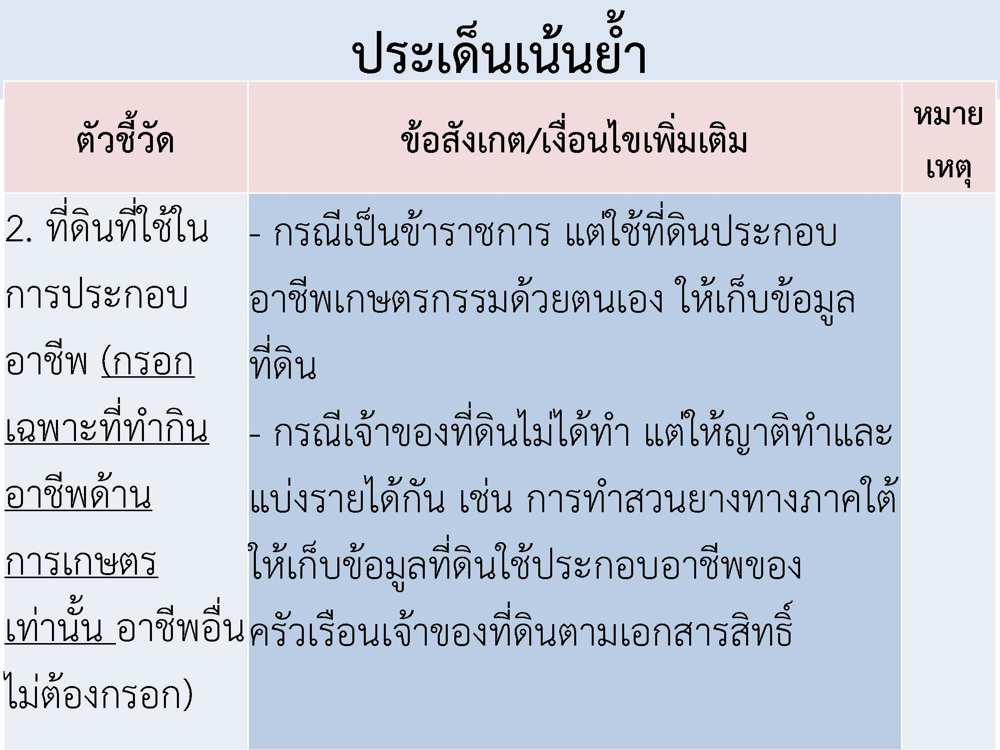 ประเด็นเน้นย้ำ
ตัวชี้วัด
ข้อสังเกต/เงื่อนไขเพิ่มเติม
หมาย
เหตุ
2. ที่ดินที่ใช้ใน
การประกอบ
อาชีพ (กรอก
เฉพาะที่ทำกิน
อาชีพด้าน
การเกษตร
เท่านั้น อาชีพอื่น
ไม่ต้องกรอก)
- กรณีเป็นข้าราชการ แต่ใช้ที่ดินประกอบ
อาชีพเกษตรกรรมด้วยตนเอง ให้เก็บข้อมูล
ที่ดิน
- กรณีเจ้าของที่ดินไม่ได้ทำ แต่ให้ญาติทำและ
แบ่งรายได้กัน เช่น การทำสวนยางทางภาคใต้
ให้เก็บข้อมูลที่ดินใช้ประกอบอาชีพของ
ครัวเรือนเจ้าของที่ดินตามเอกสารสิทธิ์